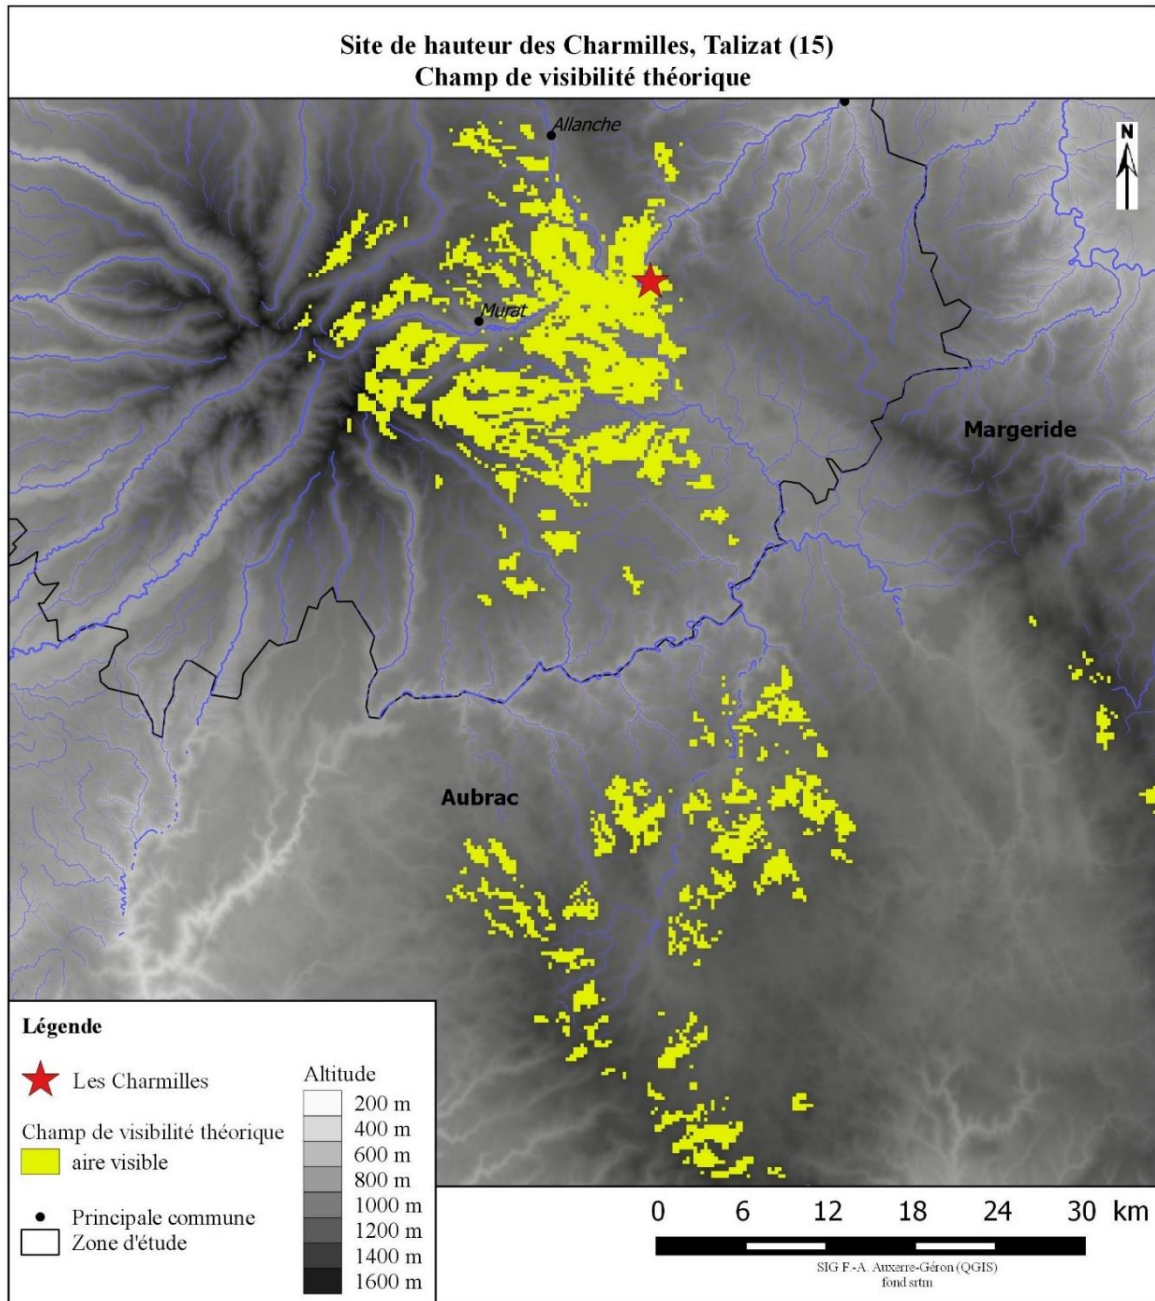 Site de hauteur des Charmilles, Talizat (15)
Champ de visibilité théorique
Allanche
N
Murat
Margeride
Aubrac
Légende
Les Charmilles
Champ de visibilité théorique
aire visible
Principale commune
Zone d'étude
Altitude
200 m
400 m
600 m
800 m
1000 m
1200 m
1400 m
1600 m
0 6 12 18 24 30 km
SIG F.-A. Auxerre-Géron (QGIS)
fond srtm